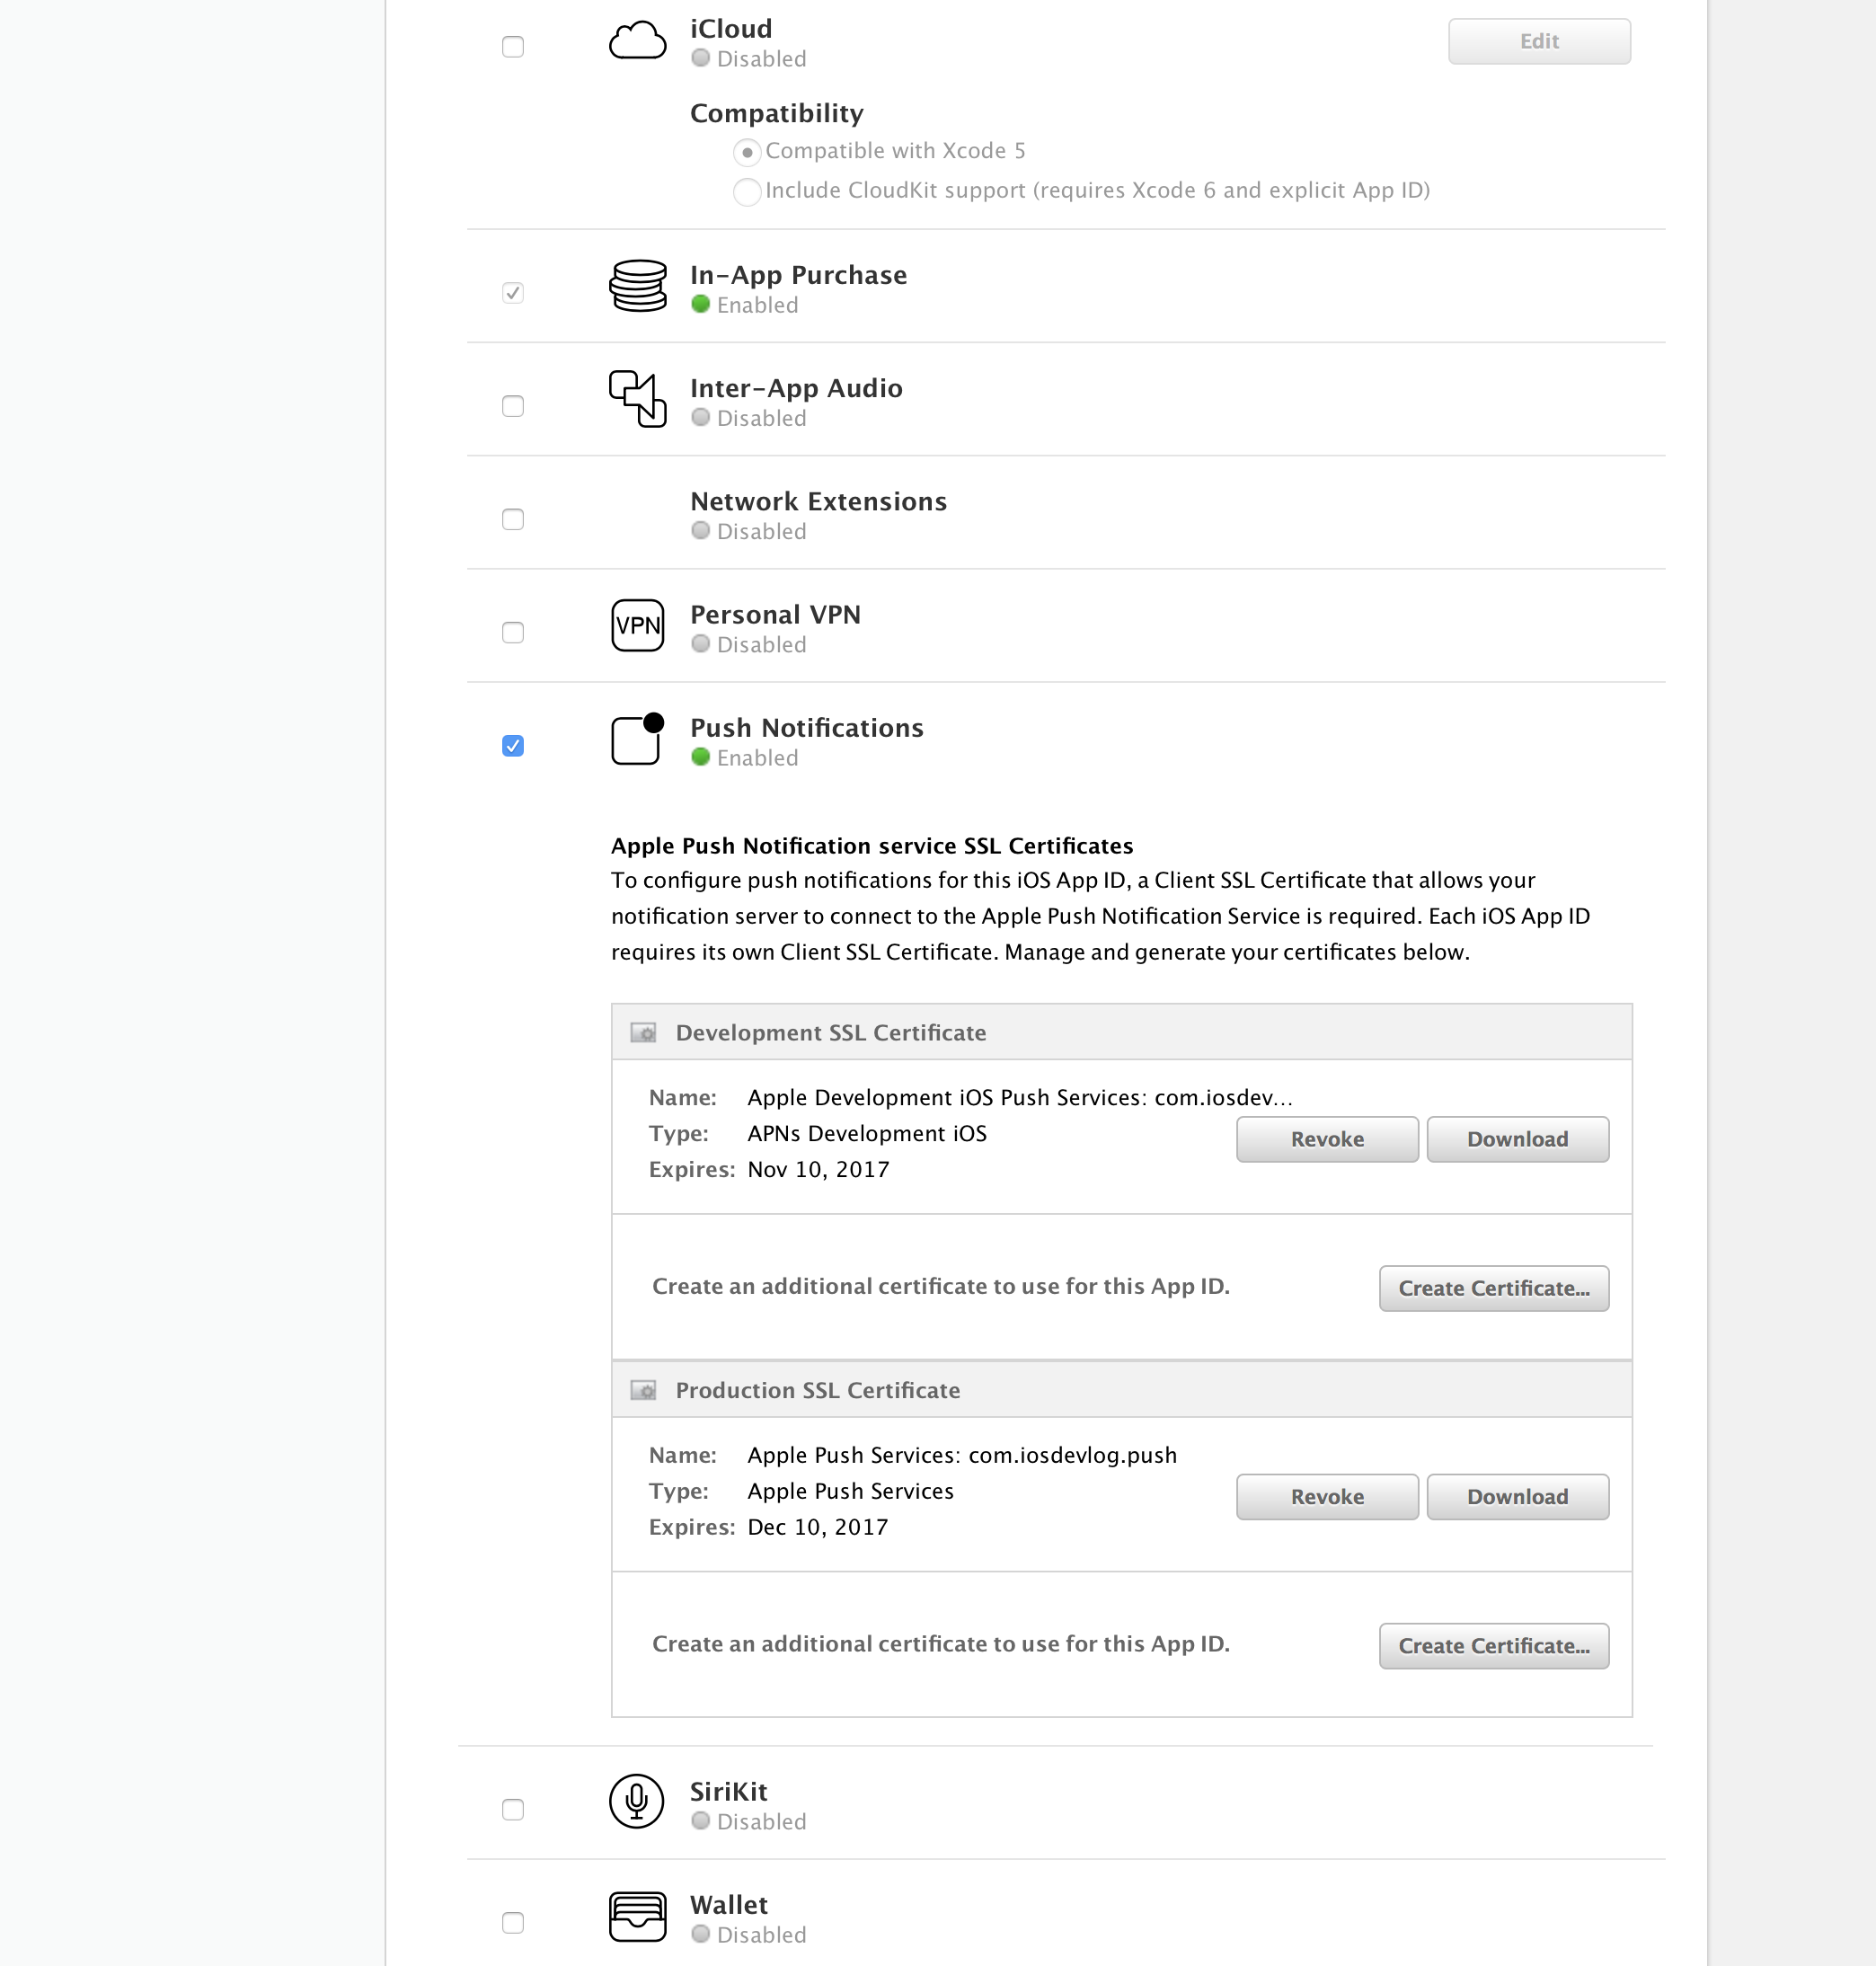 iCloud
Disabled
Edit
Compatibility
Compatible with Xcode 5
Include CloudKit support (requires Xcode 6 and explicit App ID)
In-App Purchase
Enabled
Inter-App Audio
Disabled
Network Extensions
Disabled
VPN
Personal VPN
Disabled
Push Notifications
Enabled
Apple Push Notification service SSL Certificates
To configure push notifications for this iOS App ID, a Client SSL Certificate that allows your
notification server to connect to the Apple Push Notification Service is required. Each iOS App ID
requires its own Client SSL Certificate. Manage and generate your certificates below.
Development SSL Certificate
Name: Apple Development iOS Push Services: com.iosdev...
Type: APNs Development iOS
Revoke Download
Expires: Nov 10, 2017
Create an additional certificate to use for this App ID.
Create Certificate...
Production SSL Certificate
Name: Apple Push Services: com.iosdevlog.push
Type: Apple Push Services
Revoke Download
Expires: Dec 10, 2017
Create an additional certificate to use for this App ID.
Create Certificate...
SiriKit
Disabled
Wallet
Disabled